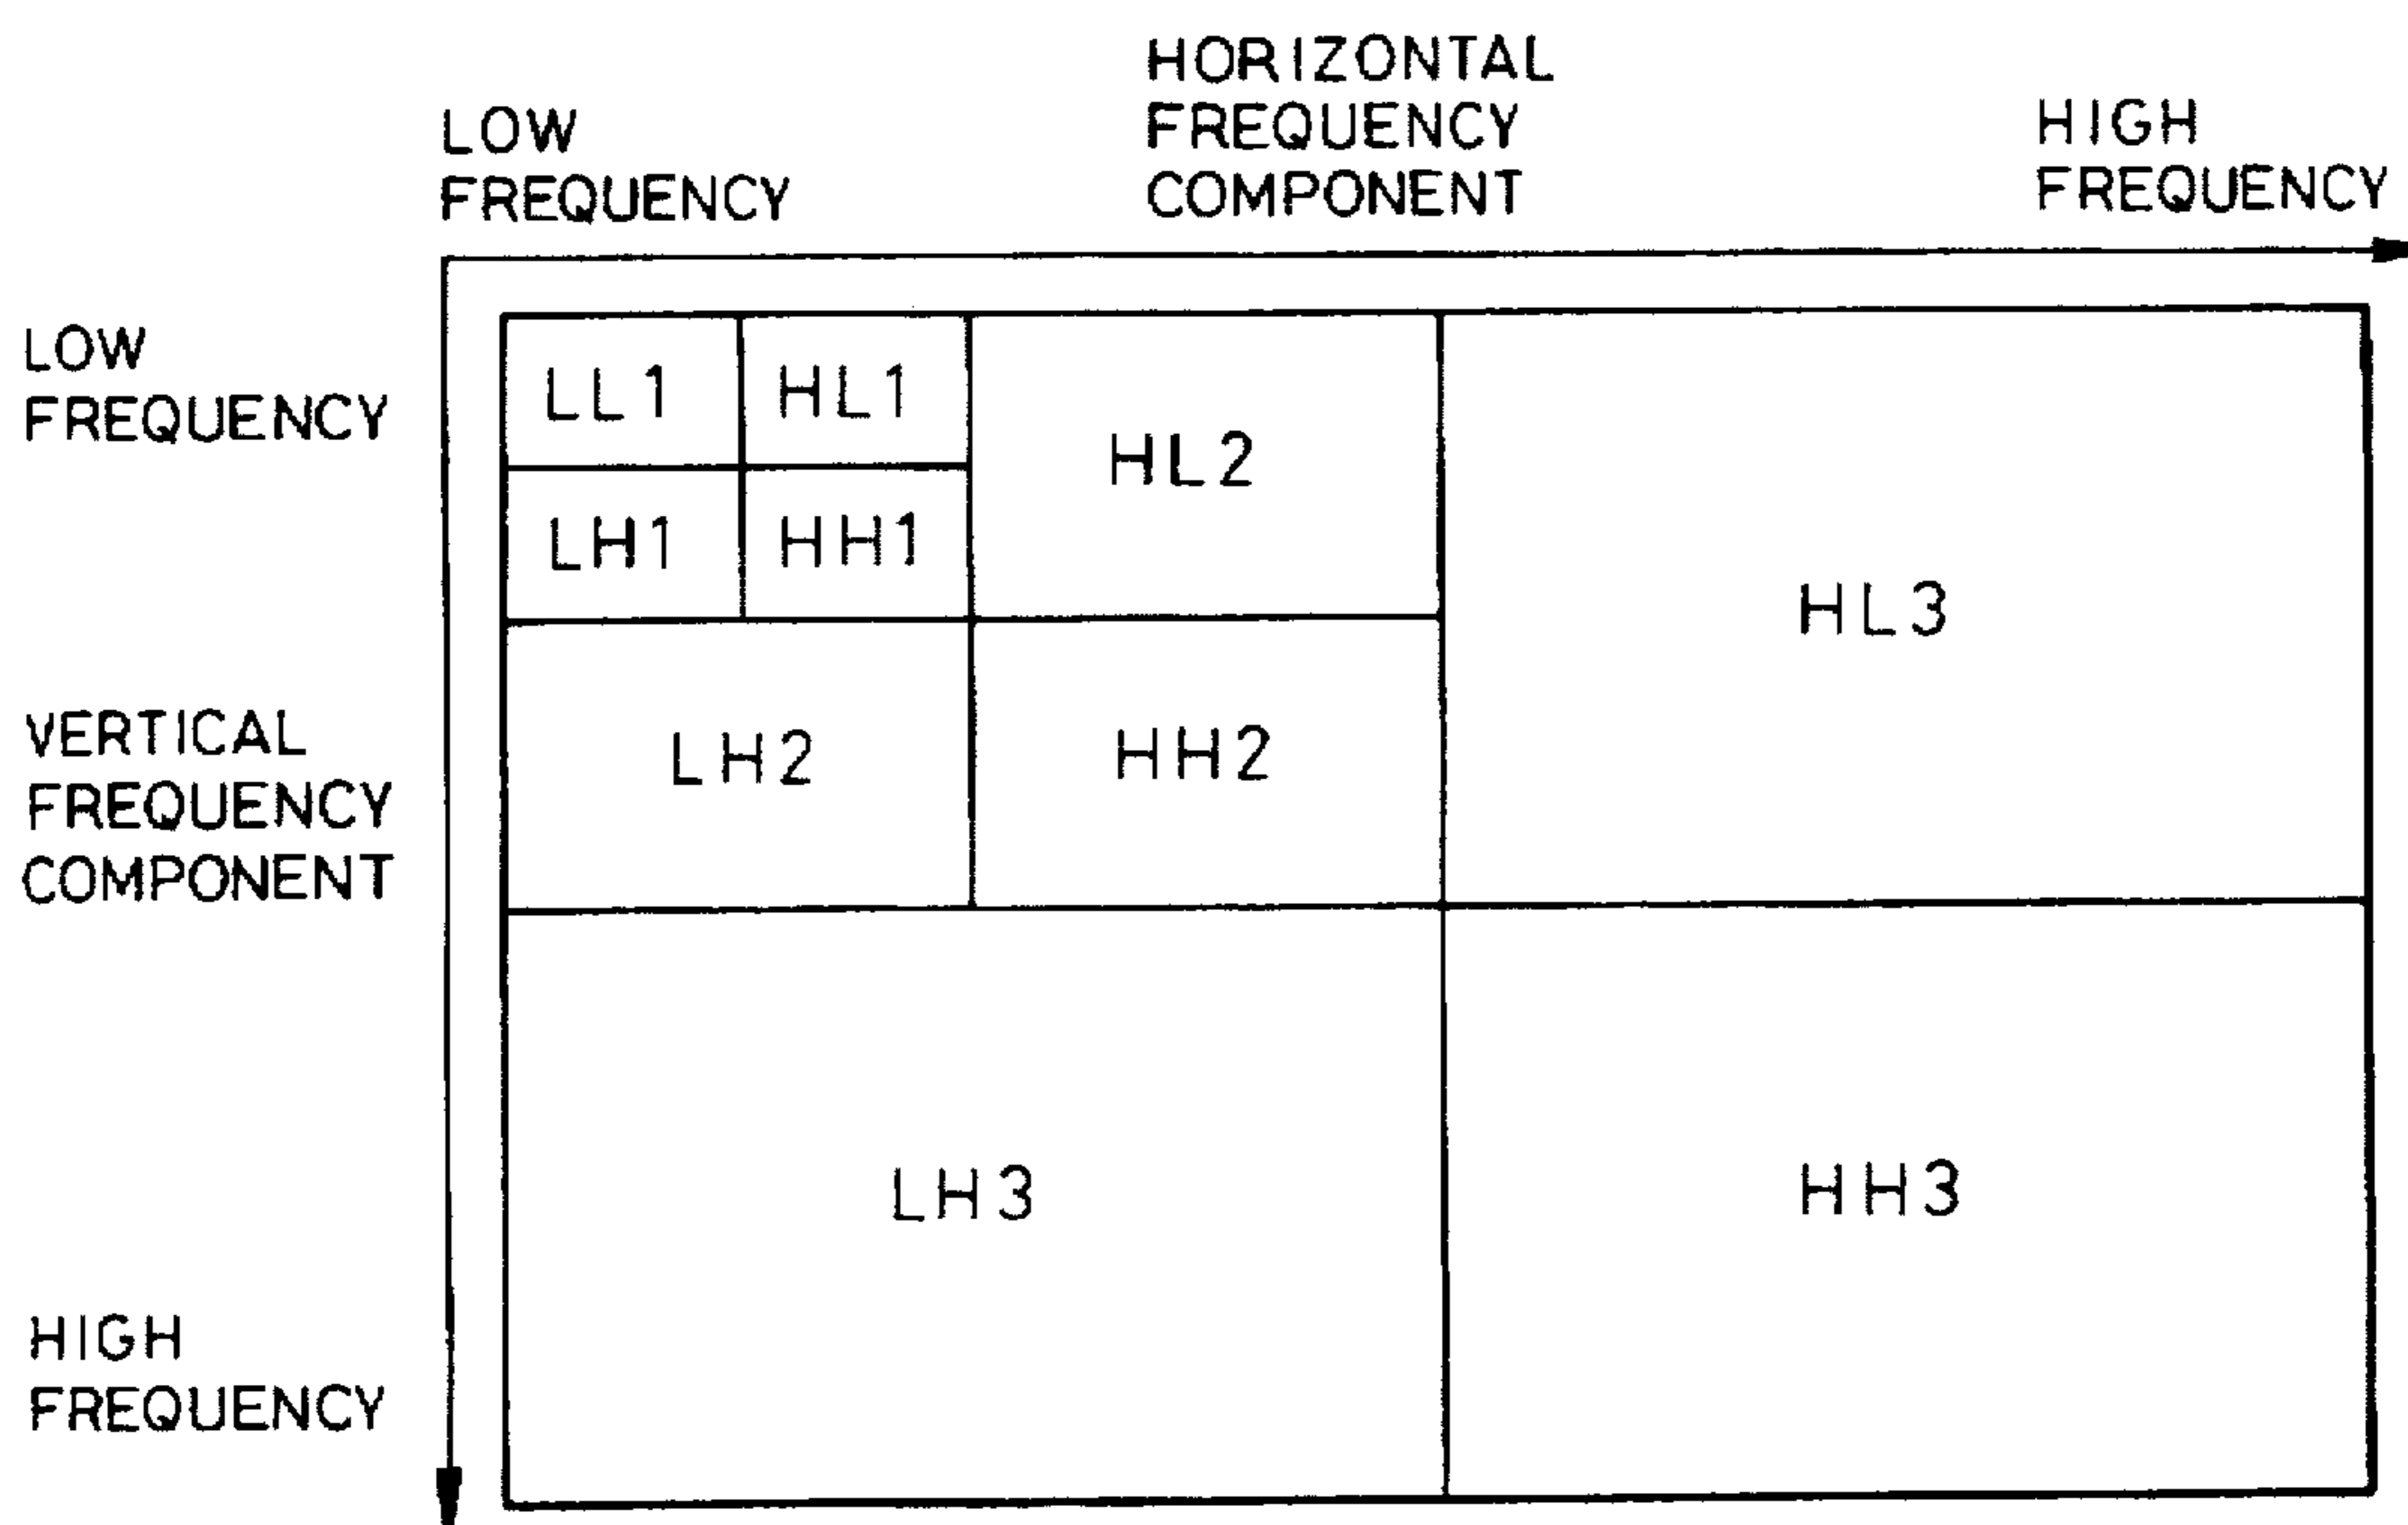 HORIZONTAL
FREQUENCY
COMPONENT
LOW
FREQUENCY
HIGH
FREQUENCY
LOW
FREQUENCY
VERTICAL
FREQUENCY
COMPONENT
HIGH
FREQUENCY
LL1
HL1
HL2
LH1
HH1
HL3
LH2
HH2
LH3
HH3